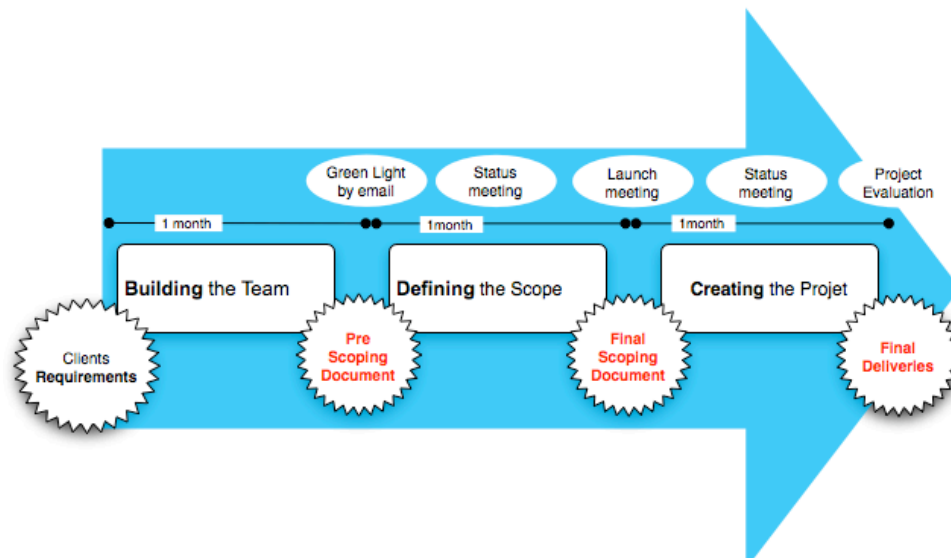 Green Light
by email
Status
meeting
Launch
meeting
Status
meeting
Project
Evaluation
1 month
1month
1month
Building the Team
Defining the Scope
Creating the Projet
Clients
Requirements
Pre
Scoping
Document
Final
Scoping
Document
Final
Deliveries